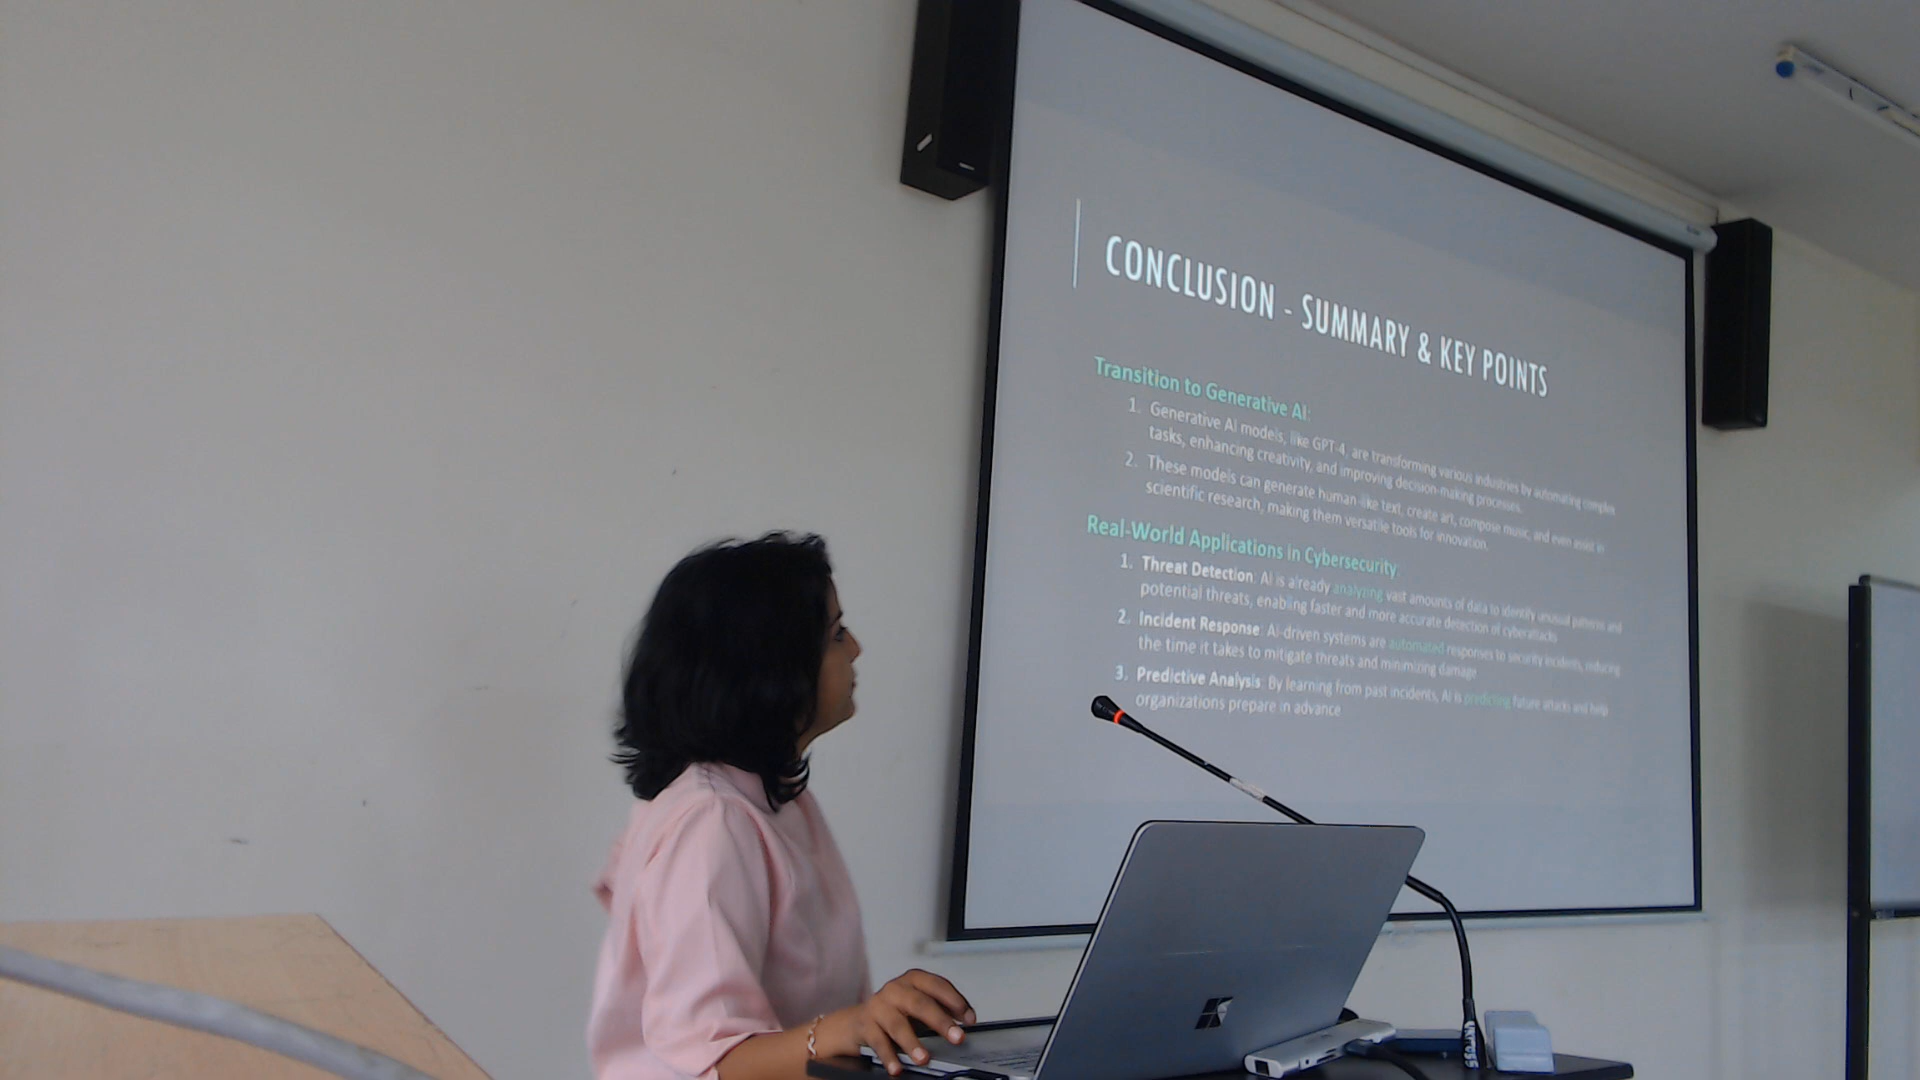 CONCLUSION - SUMMARY & KEY POINTS
Transition to Generative AI:
1. Generative AI models, like GPT-4, are transforming various industries by automating complex
tasks, enhancing creativity, and improving decision-making processes.
2. These models can generate human-like text, create art, compose music, and even assist in
scientific research, making them versatile tools for innovation.
Real-World Applications in Cybersecurity:
1. Threat Detection: AI is already analyzing vast amounts of data to identify unusual patterns and
potential threats, enabling faster and more accurate detection of cyberattacks
2. Incident Response: AI-driven systems are automated responses to security incidents, reducing
the time it takes to mitigate threats and minimizing damage
3. Predictive Analysis: By learning from past incidents, AI is predicting future attacks and help
organizations prepare in advance